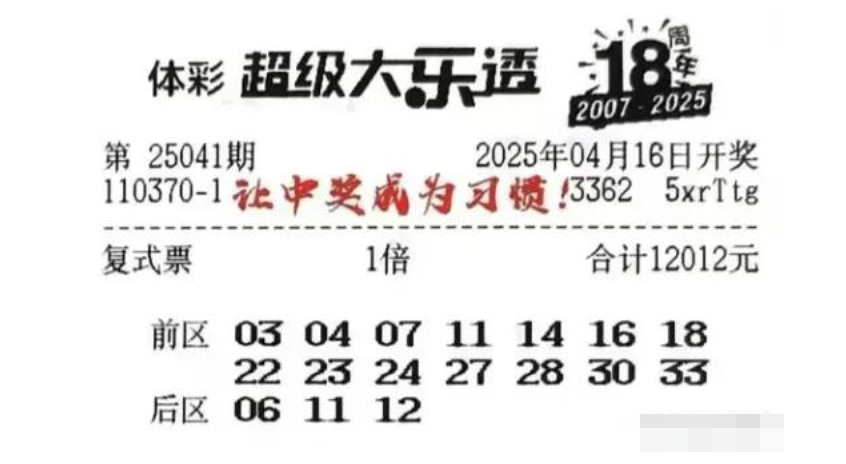 体彩 超级大乐透 18周年
2007-2025
第 25041期 2025年04月16日开奖
110370-1 让中奖成为习惯! 3362 5xrTtg
复式票 1倍 合计12012元
前区 03 04 07 11 14 16 18
22 23 24 27 28 30 33
后区 06 11 12